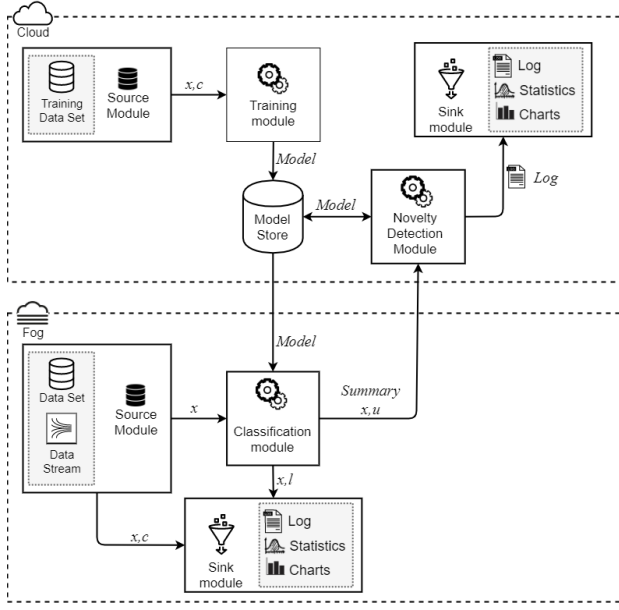 Cloud
Training
Data Set
Source
Module
x,c
Training
module
Sink
module
Log
Statistics
Charts
Model
Log
Model
Store
Model
Novelty
Detection
Module
Fog
Model
Data Set
Data
Stream
Source
Module
x
Classification
module
Summary
x,u
x,l
x,c
Sink
module
Log
Statistics
Charts